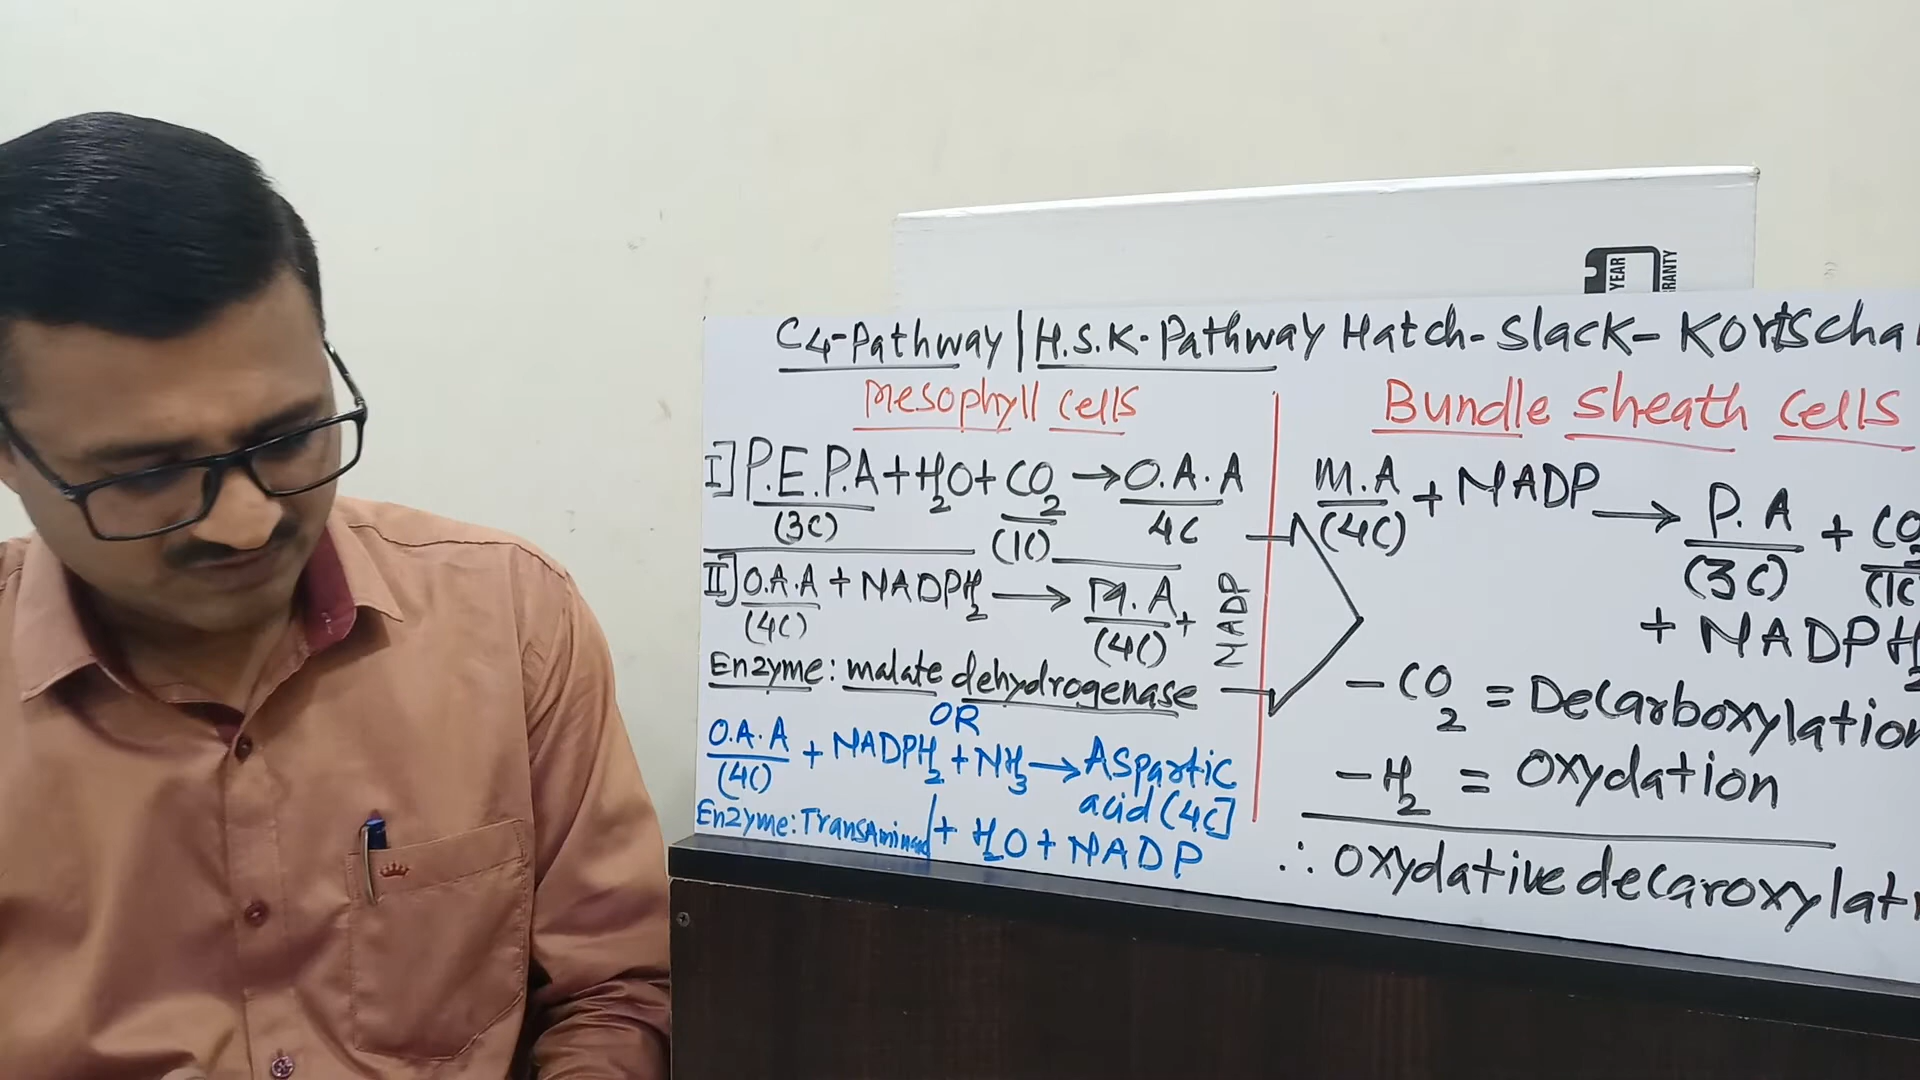 YEAR
RANTY
C4-Pathway | H.S.K-Pathway Hatch-Slack-Kortscha
Mesophyll cells
I] P.E.P.A + H2O + CO2 → O.A.A
(3C) (1C) 4C
II] O.A.A + NADPH2 → M.A + NADP
(4C) (4C)
Enzyme: malate dehydrogenase
OR
O.A.A + NADPH2 + NH3 → Aspartic
(4C) acid (4C]
Enzyme: + H2O + NADP
Bundle sheath cells
M.A + NADP → P.A + CO2
(4C) (3C) (1C
+ NADPH2
-CO2 = Decarboxylation
-H2 = Oxydation
∴ Oxydative decaroxylati